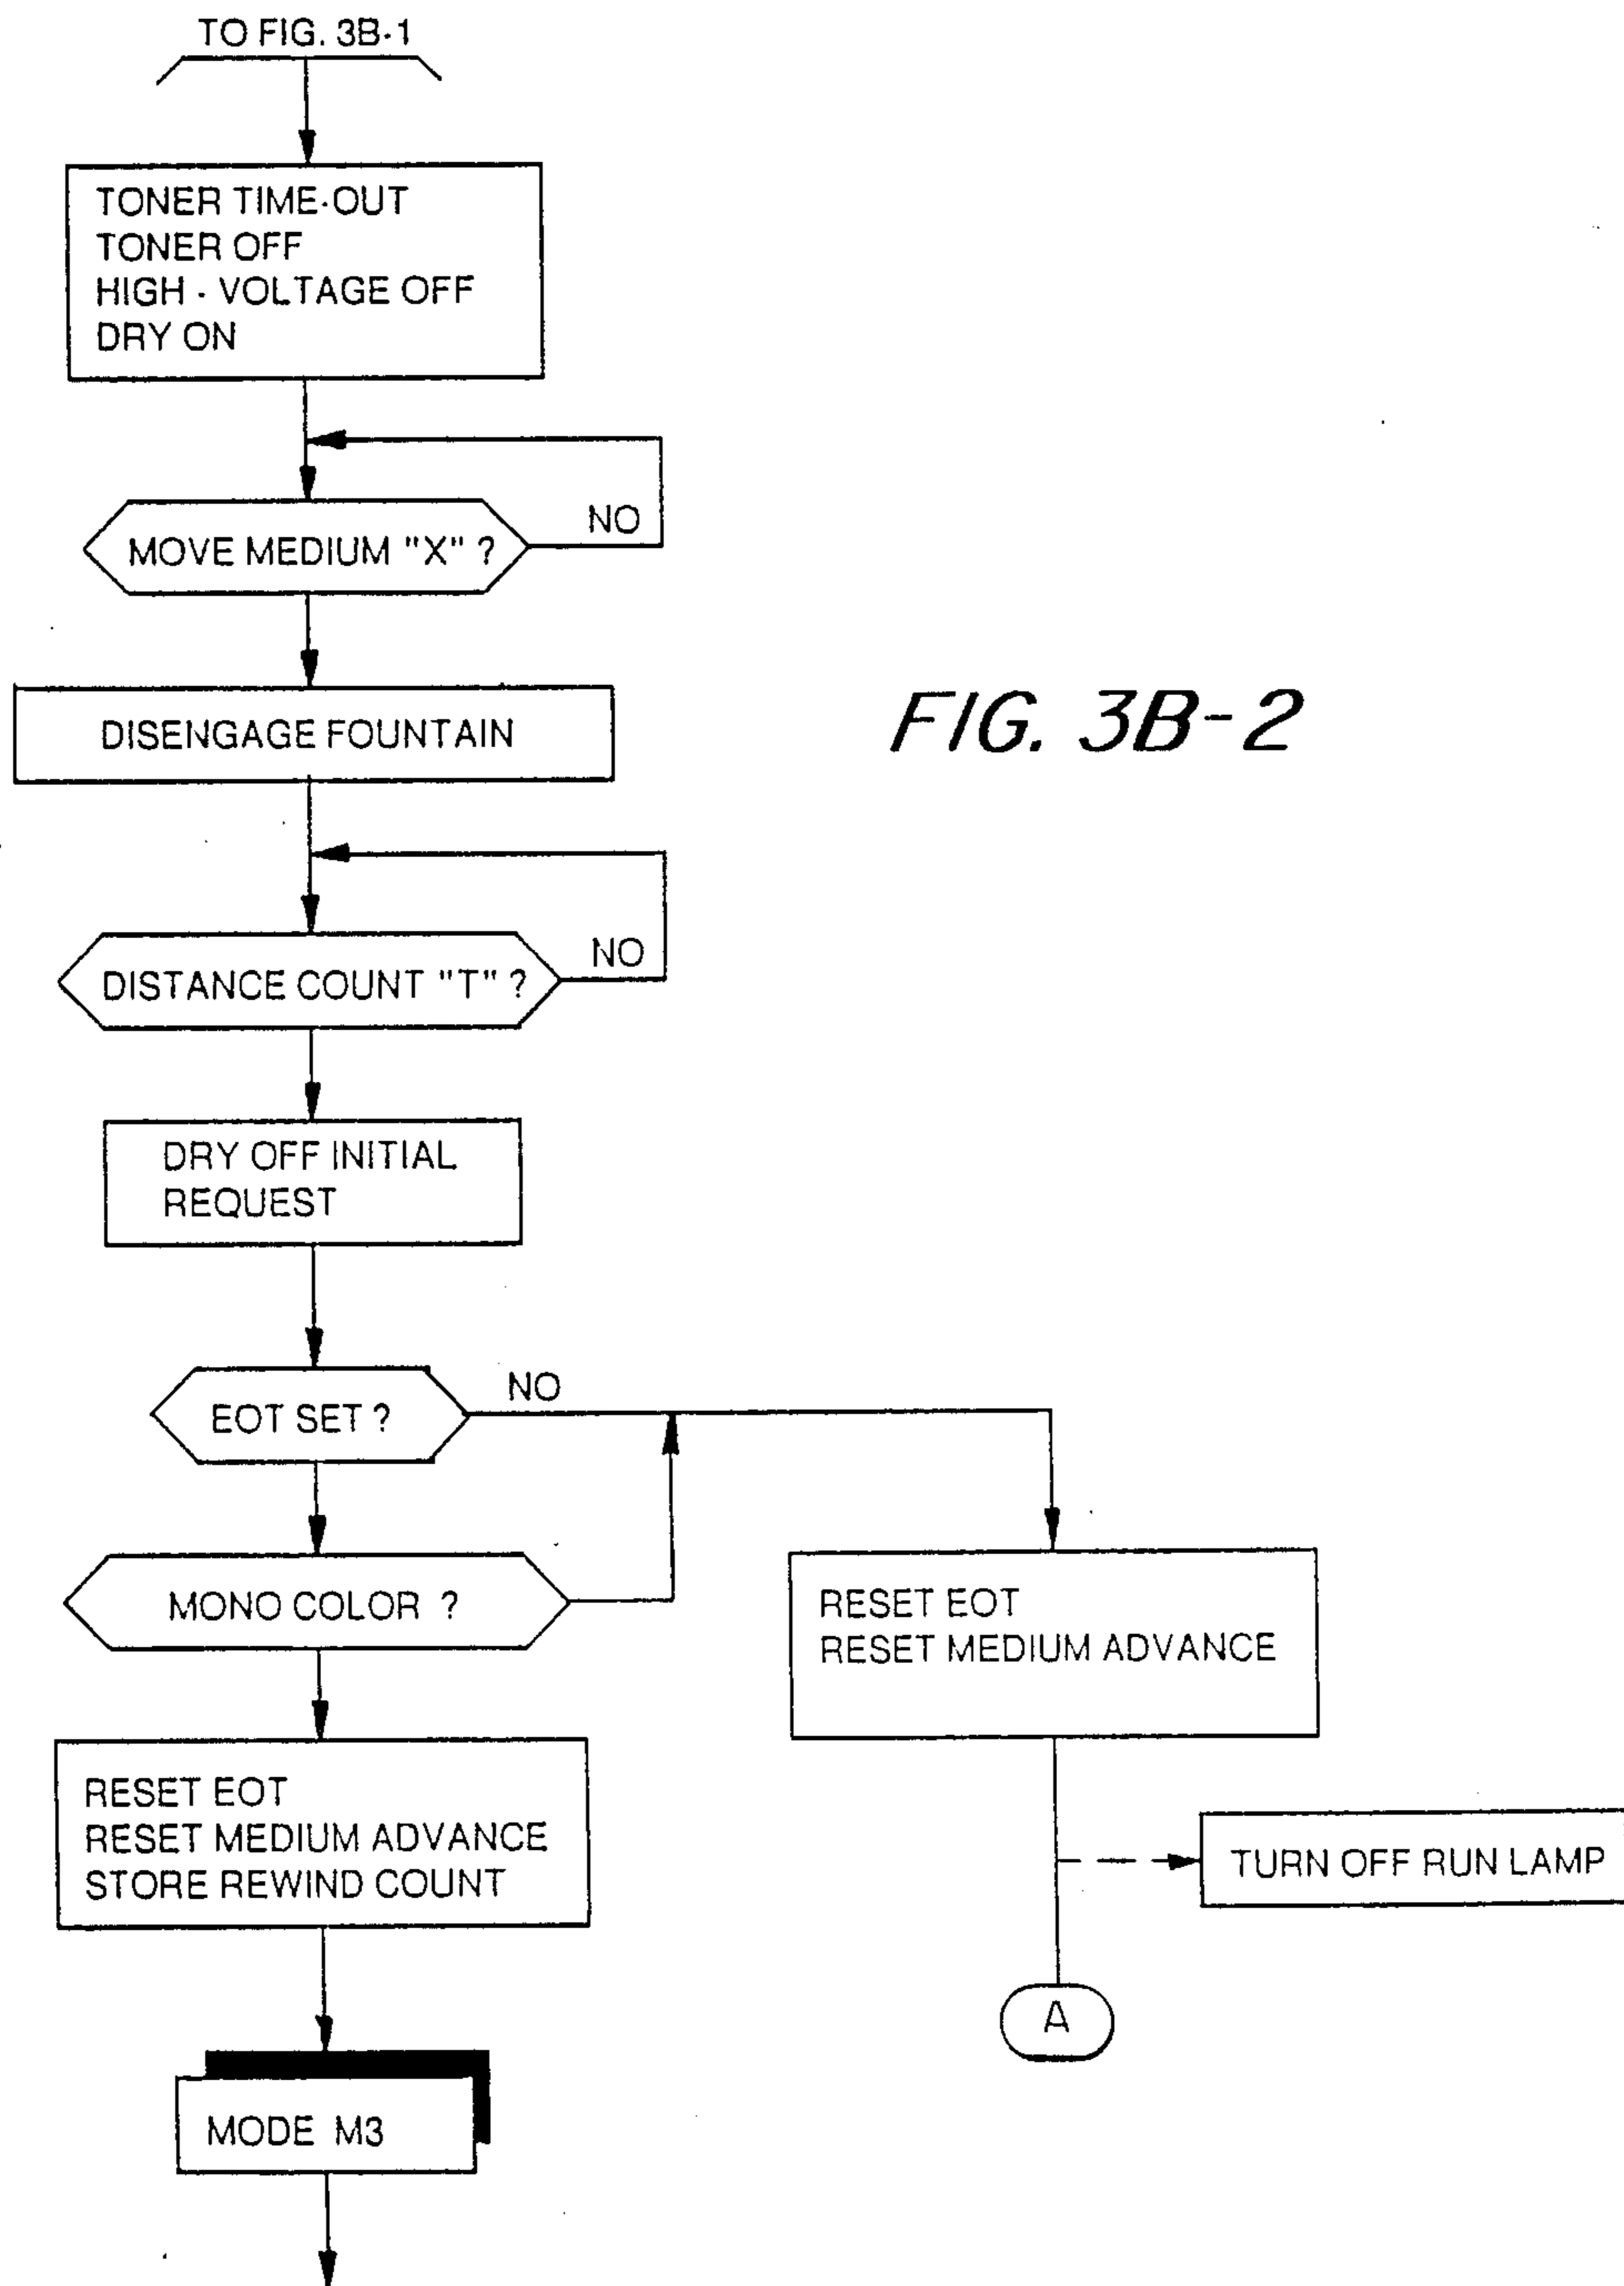 TO FIG. 3B-1
TONER TIME-OUT
TONER OFF
HIGH - VOLTAGE OFF
DRY ON
MOVE MEDIUM "X" ?
NO
DISENGAGE FOUNTAIN
FIG. 3B-2
DISTANCE COUNT "T" ?
NO
DRY OFF INITIAL
REQUEST
EOT SET ?
NO
MONO COLOR ?
RESET EOT
RESET MEDIUM ADVANCE
RESET EOT
RESET MEDIUM ADVANCE
STORE REWIND COUNT
TURN OFF RUN LAMP
A
MODE M3